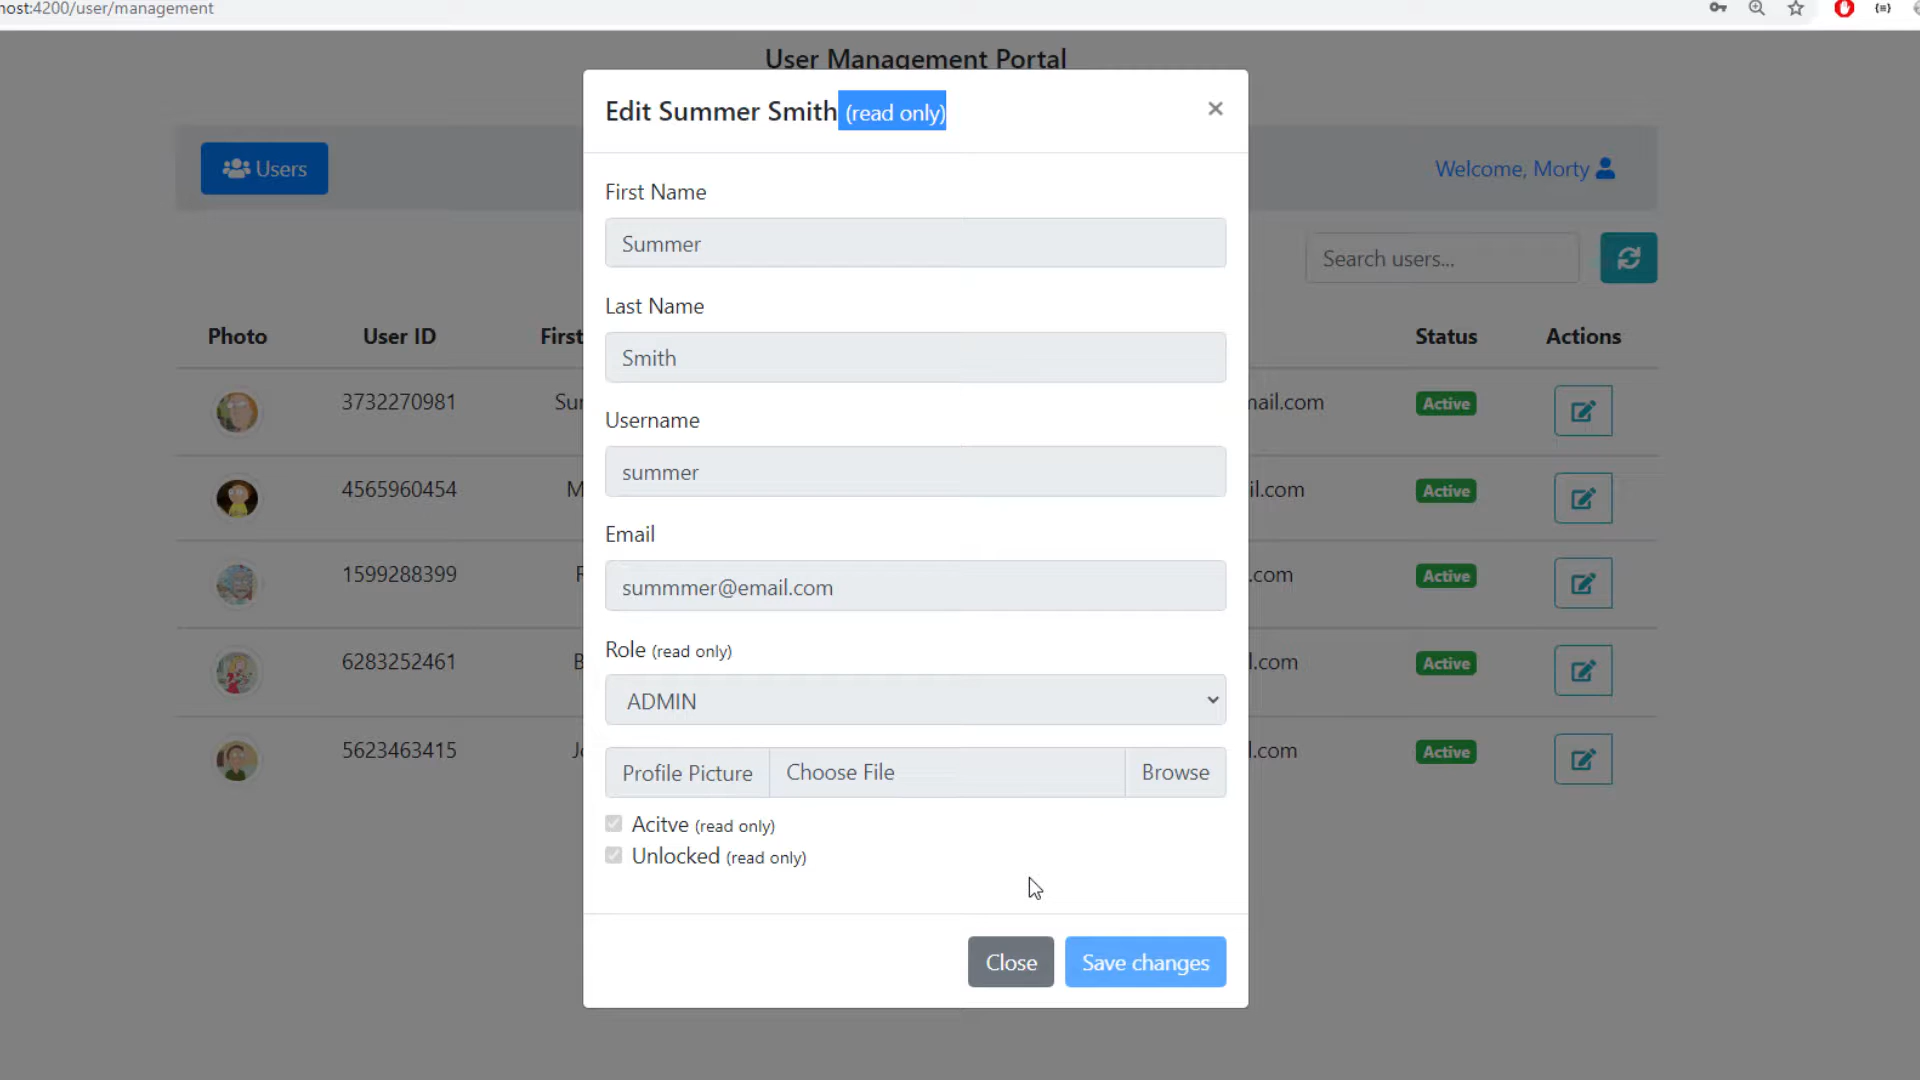 host:4200/user/management
User Management Portal
Edit Summer Smith (read only)
×
Users
Welcome, Morty
First Name
Summer
Search users...
Last Name
Smith
Photo User ID First Status Actions
3732270981 Sum mail.com Active
Username
summer
4565960454 M il.com Active
Email
summmer@email.com
1599288399 .com Active
Role (read only)
ADMIN
6283252461 B l.com Active
Profile Picture Choose File Browse
5623463415 Jo l.com Active
Acitve (read only)
Unlocked (read only)
Close Save changes